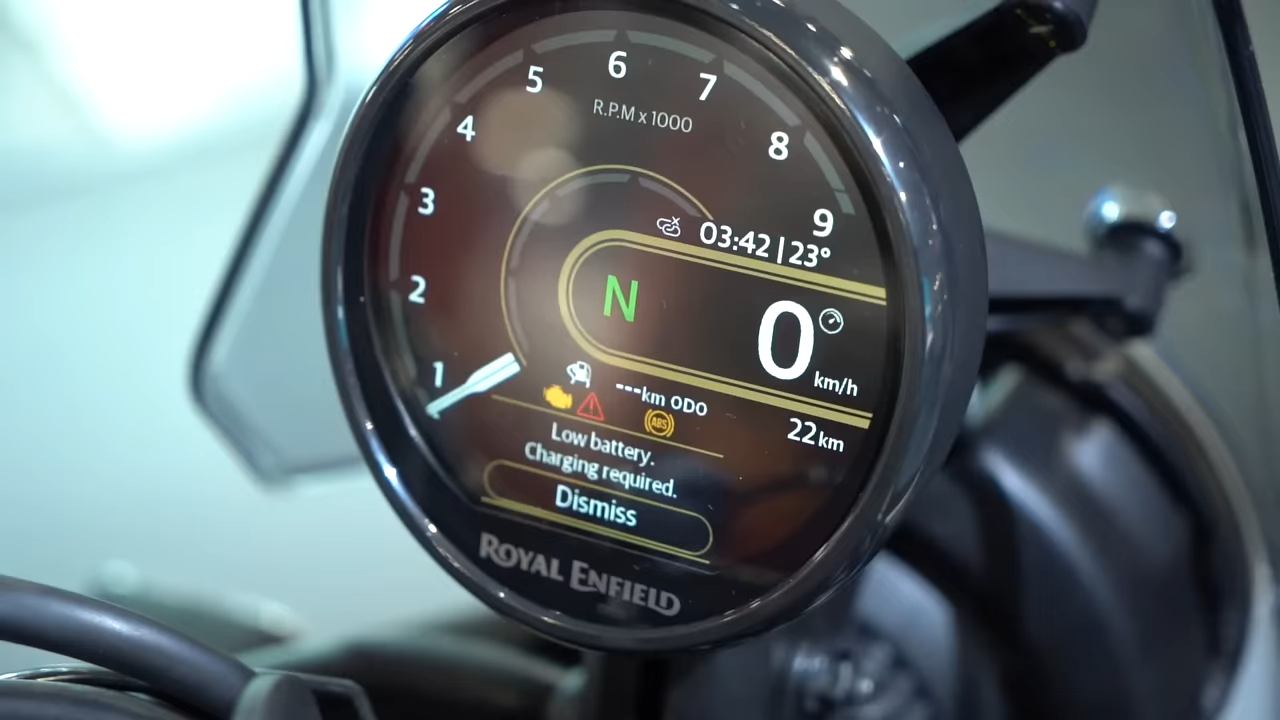 6
5
7
R.P.M x 1000
4
8
3
9
03:42 | 23°
2
N
0
km/h
1
---km ODO
ABS
22km
Low battery.
Charging required.
Dismiss
ROYAL ENFIELD